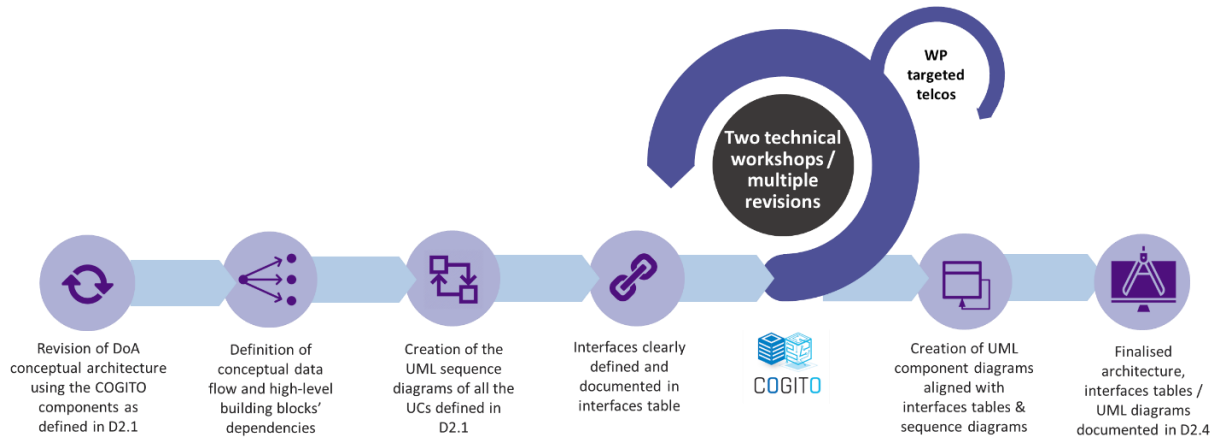 WP
targeted
telcos
Two technical
workshops /
multiple
revisions
Revision of DoA
conceptual architecture
using the COGITO
components as
defined in D2.1
Definition of
conceptual data
flow and high-level
building blocks’
dependencies
Creation of the
UML sequence
diagrams of all the
UCs defined in
D2.1
Interfaces clearly
defined and
documented in
interfaces table
COGITO
Creation of UML
component diagrams
aligned with
interfaces tables &
sequence diagrams
Finalised
architecture,
interfaces tables /
UML diagrams
documented in D2.4